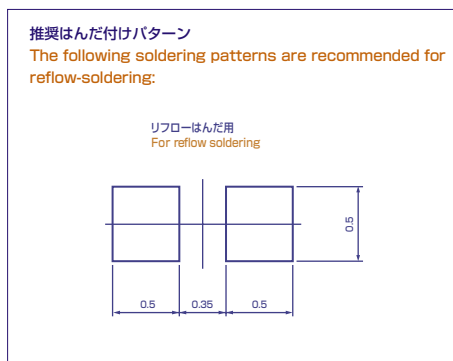 推奨はんだ付けパターン
The following soldering patterns are recommended for
reflow-soldering:
リフローはんだ用
For reflow soldering
0.5
0.5
0.35
0.5